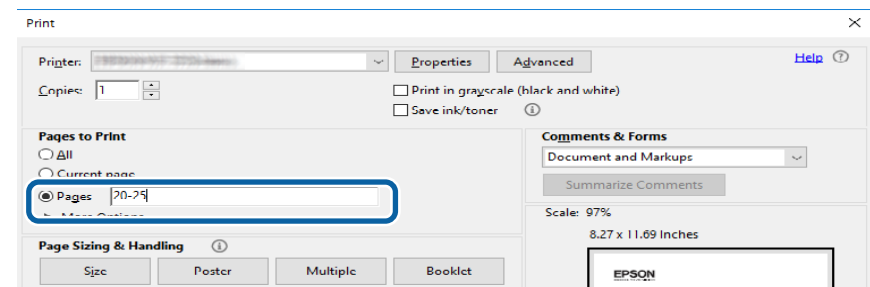 Print
Printer: Properties Advanced Help
Copies: 1 Print in grayscale (black and white)
Save ink/toner
Pages to Print Comments & Forms
All Document and Markups
Current page
Pages 20-25 Summarize Comments
More Options
Scale: 97%
8.27 x 11.69 Inches
Page Sizing & Handling
Size Poster Multiple Booklet EPSON